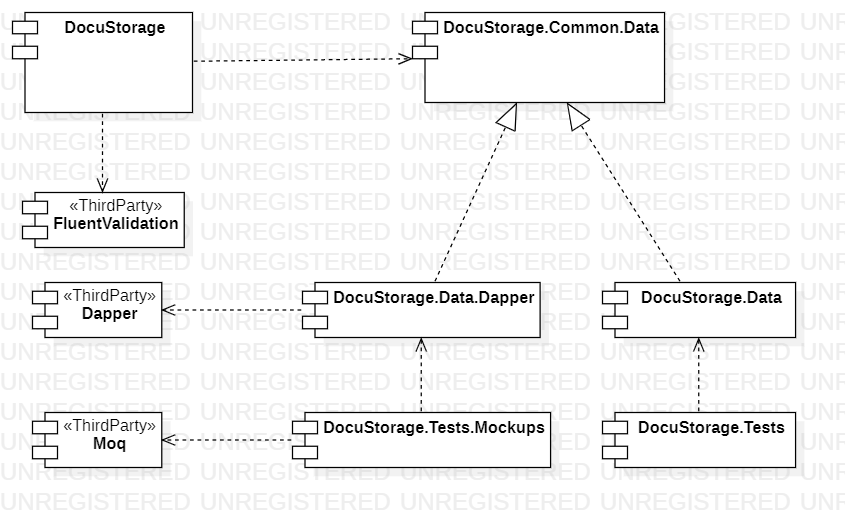 DocuStorage
DocuStorage.Common.Data
«ThirdParty»
FluentValidation
«ThirdParty»
Dapper
DocuStorage.Data.Dapper
DocuStorage.Data
«ThirdParty»
Moq
DocuStorage.Tests.Mockups
DocuStorage.Tests
UNREGISTERED